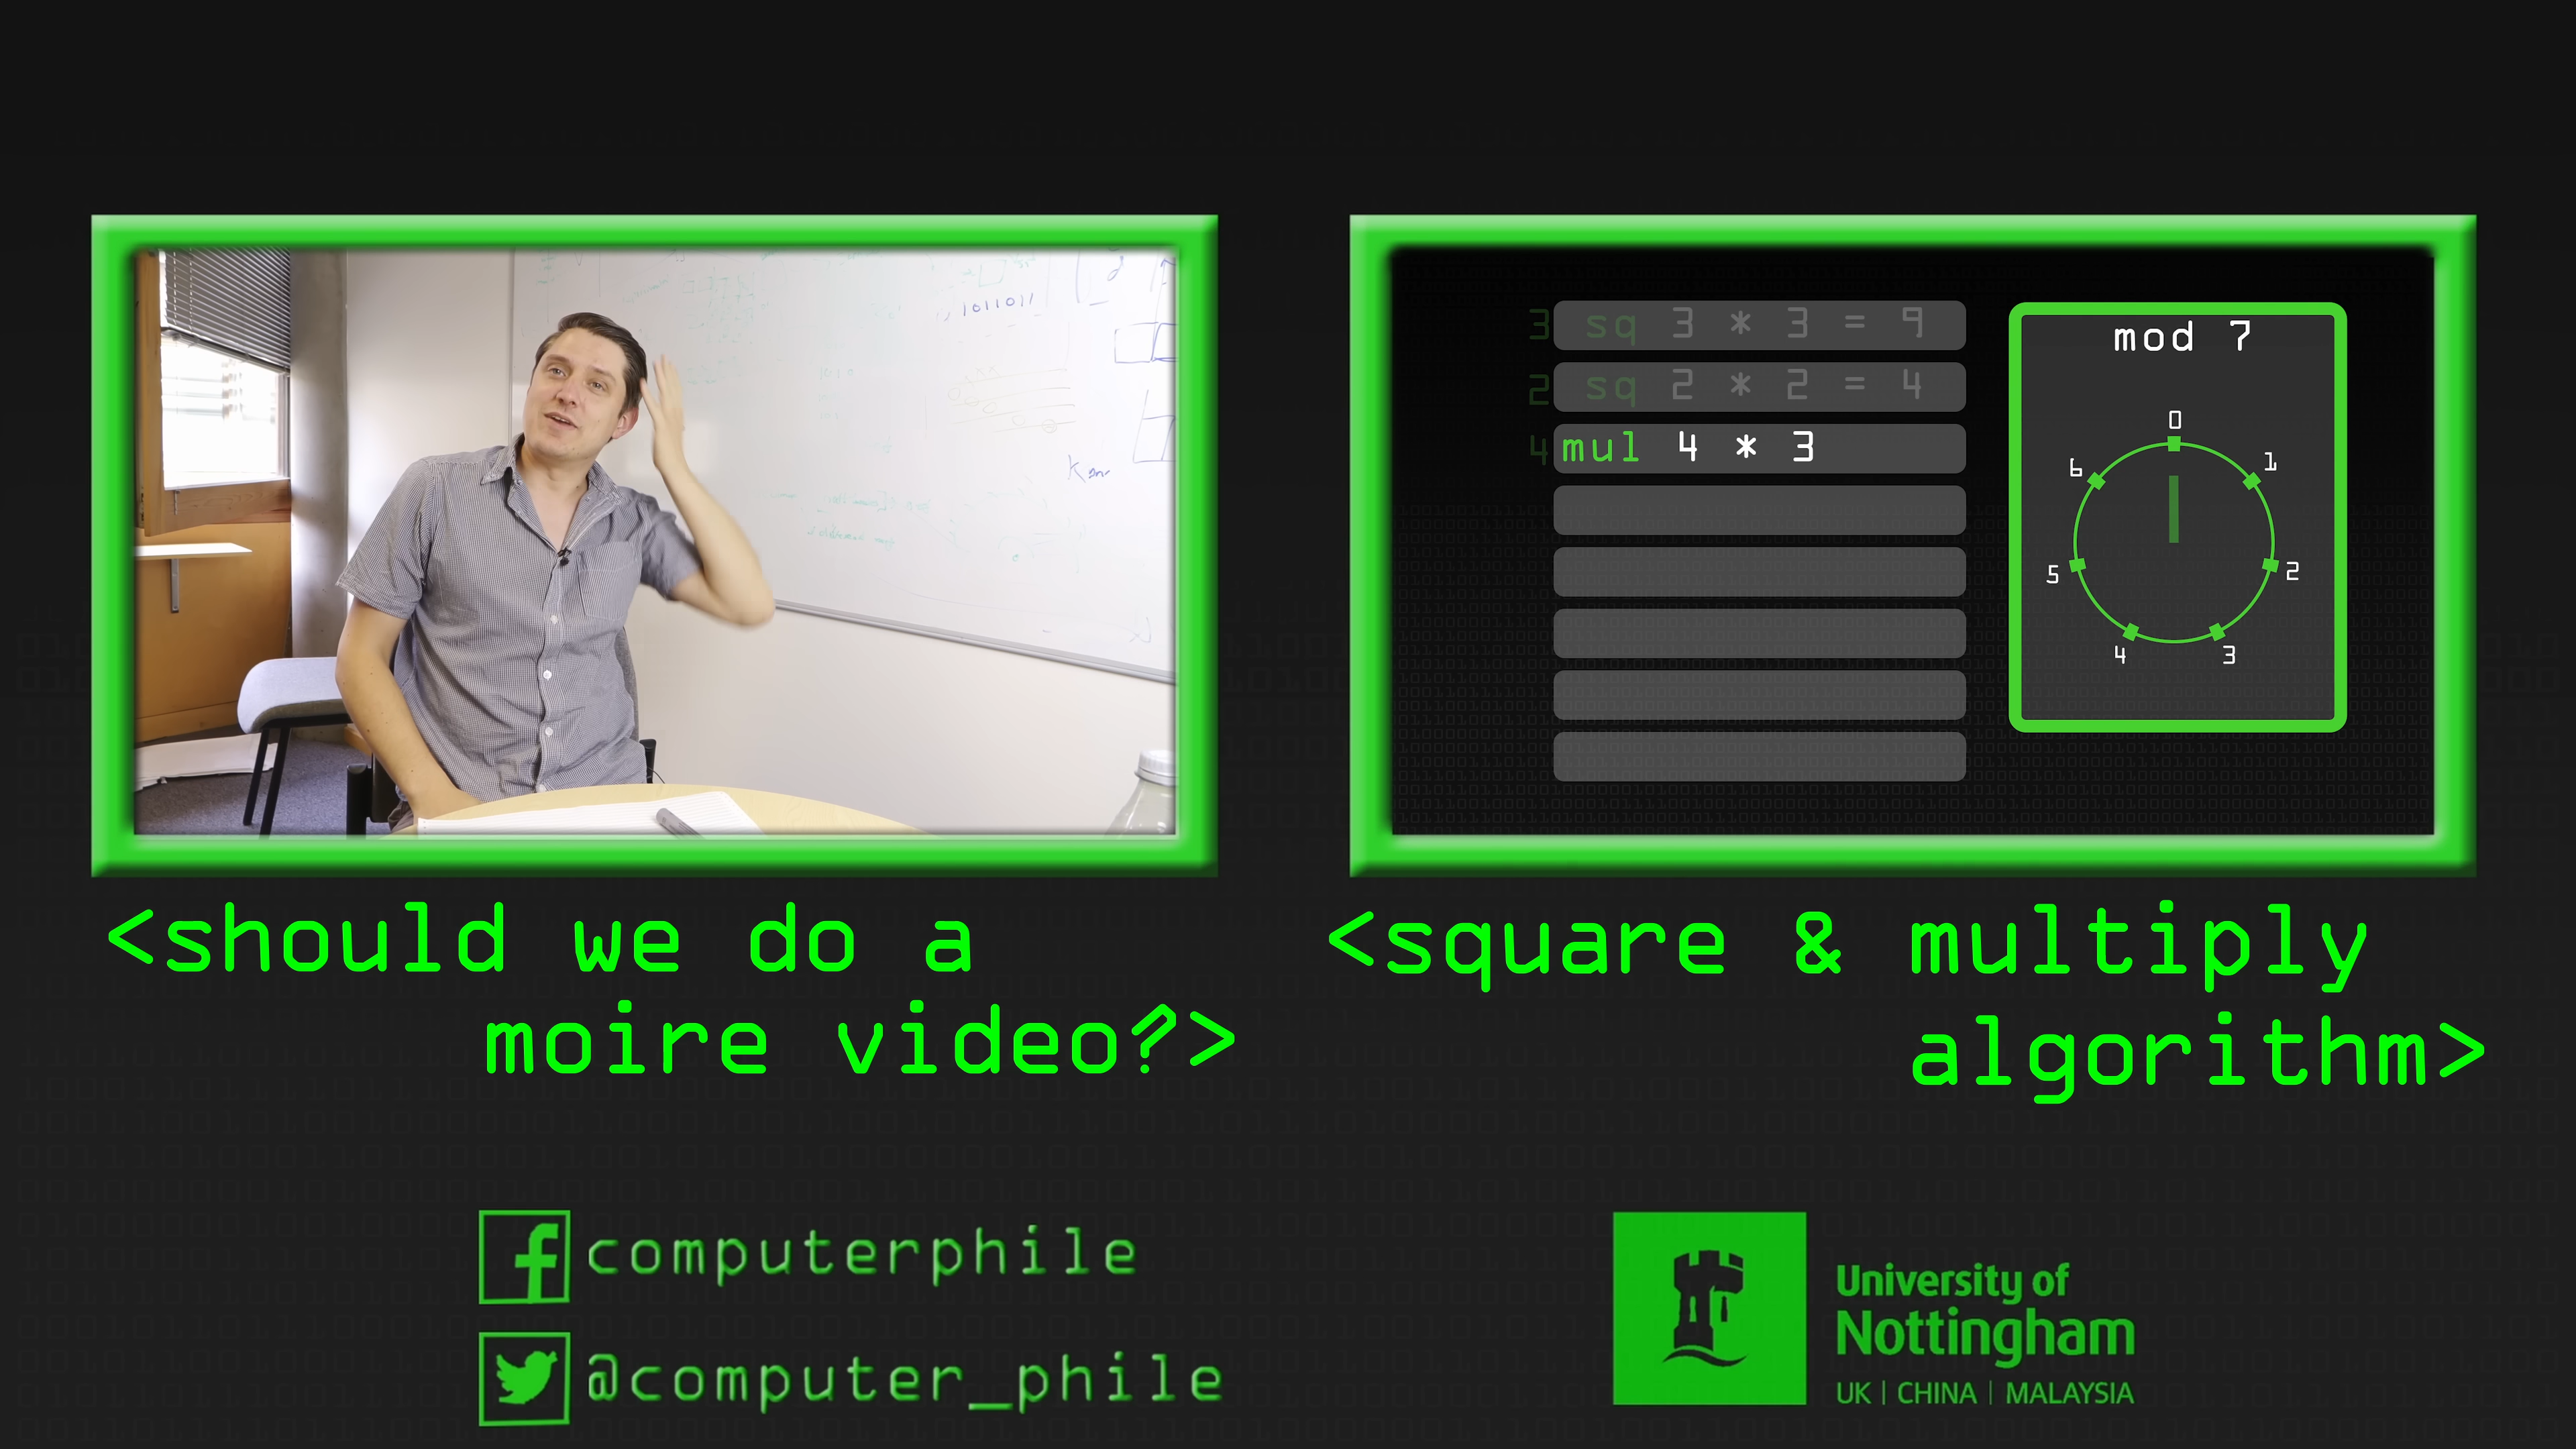 1011011
3 sq 3 * 3 = 9
2 sq 2 * 2 = 4
4 mul 4 * 3
mod 7
0
1
2
3
4
5
6
<should we do a
moire video?>
<square & multiply
algorithm>
computerphile
@computer_phile
University of
Nottingham
UK | CHINA | MALAYSIA